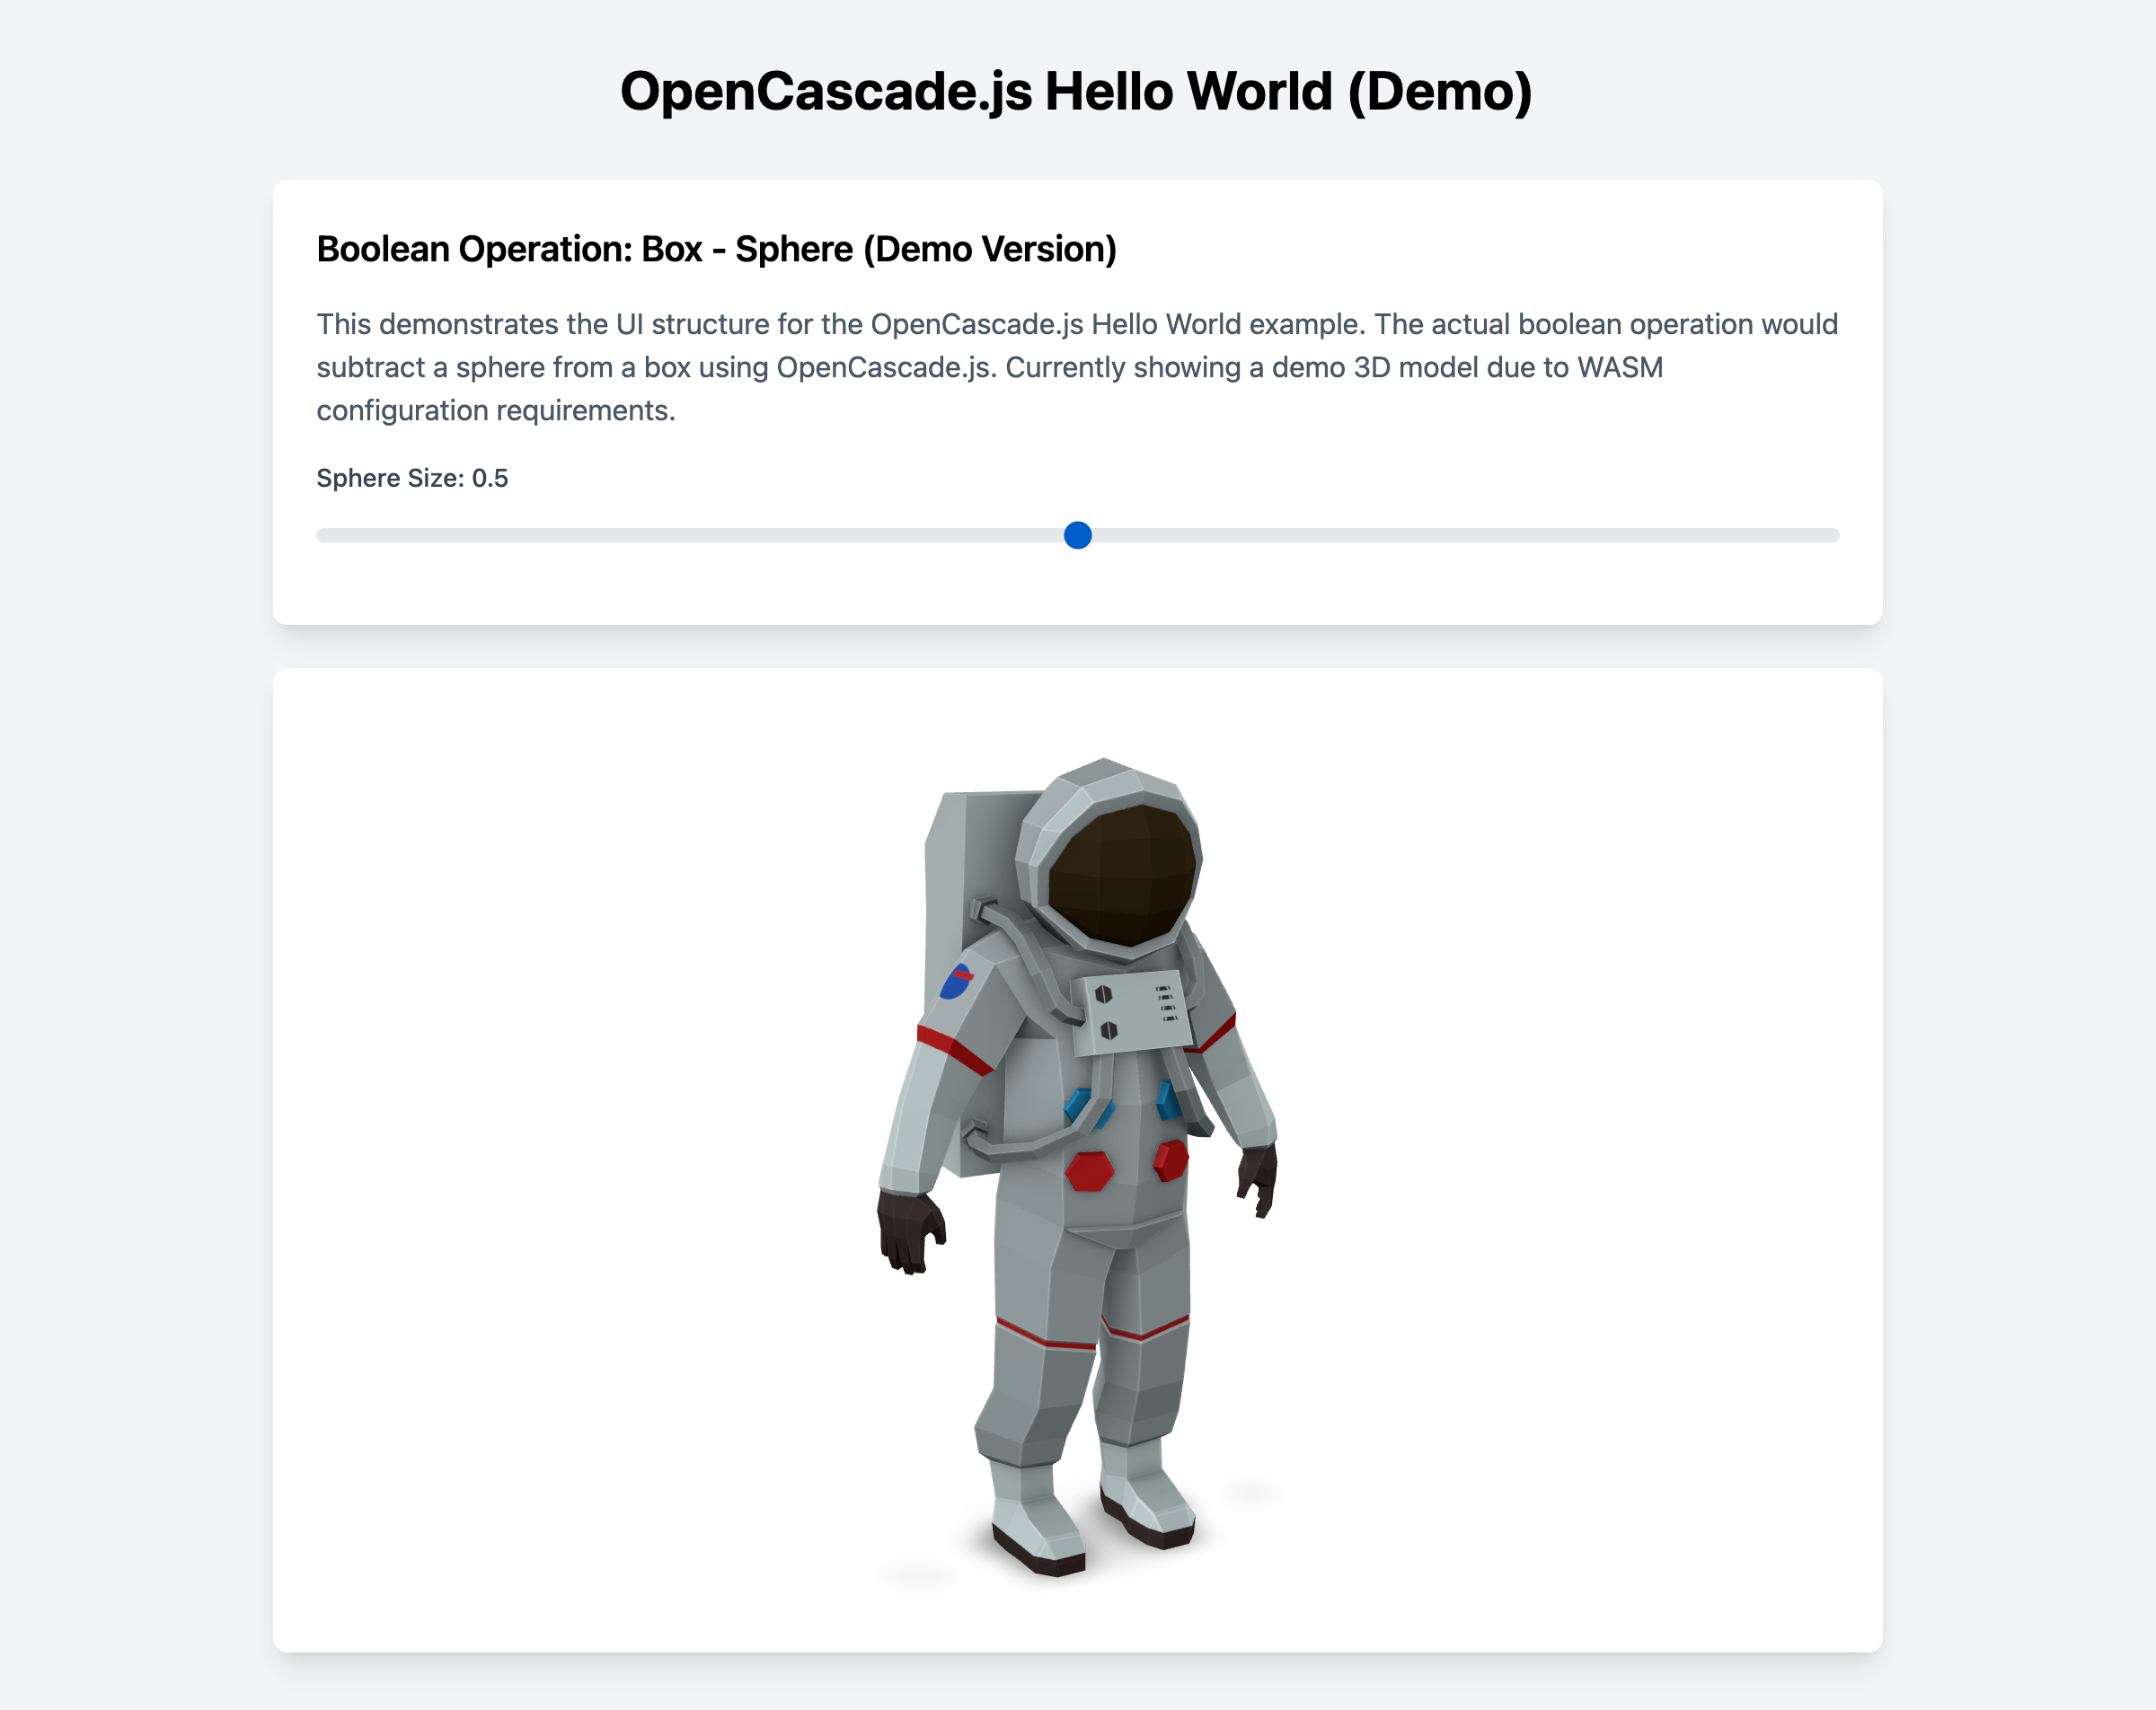 OpenCascade.js Hello World (Demo)
Boolean Operation: Box - Sphere (Demo Version)
This demonstrates the UI structure for the OpenCascade.js Hello World example. The actual boolean operation would
subtract a sphere from a box using OpenCascade.js. Currently showing a demo 3D model due to WASM
configuration requirements.
Sphere Size: 0.5